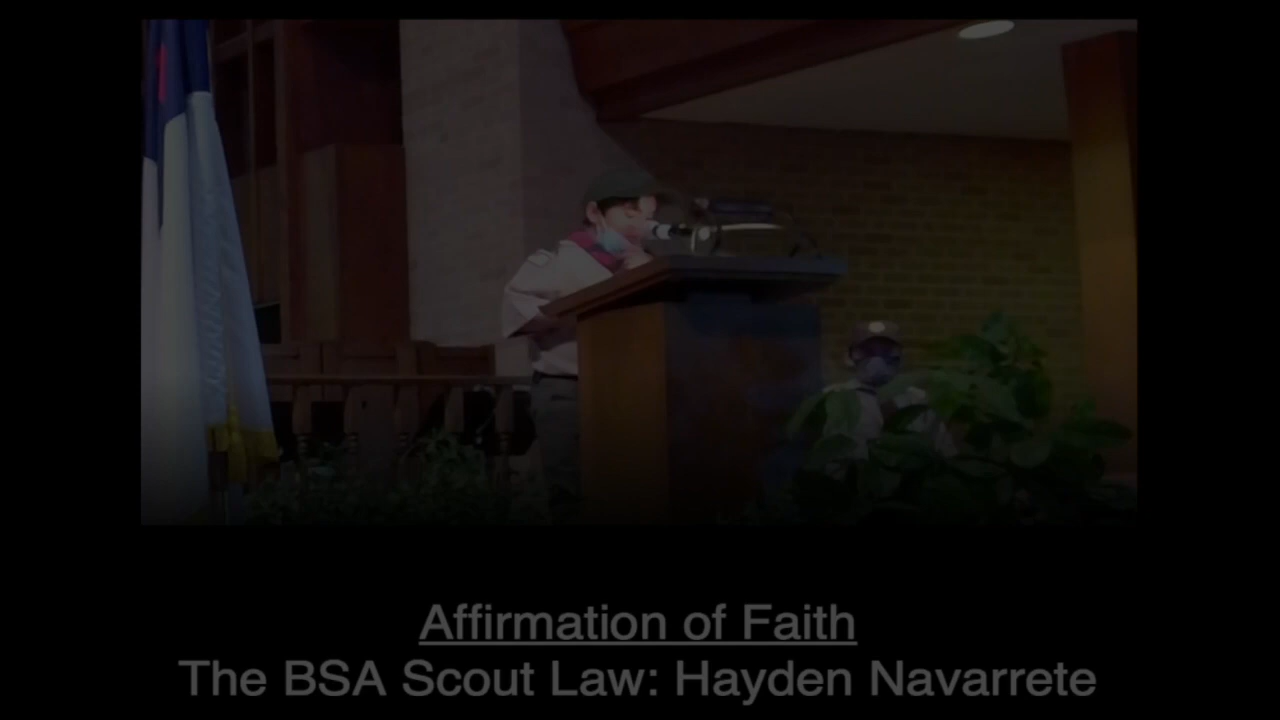 Affirmation of Faith
The BSA Scout Law: Hayden Navarrete